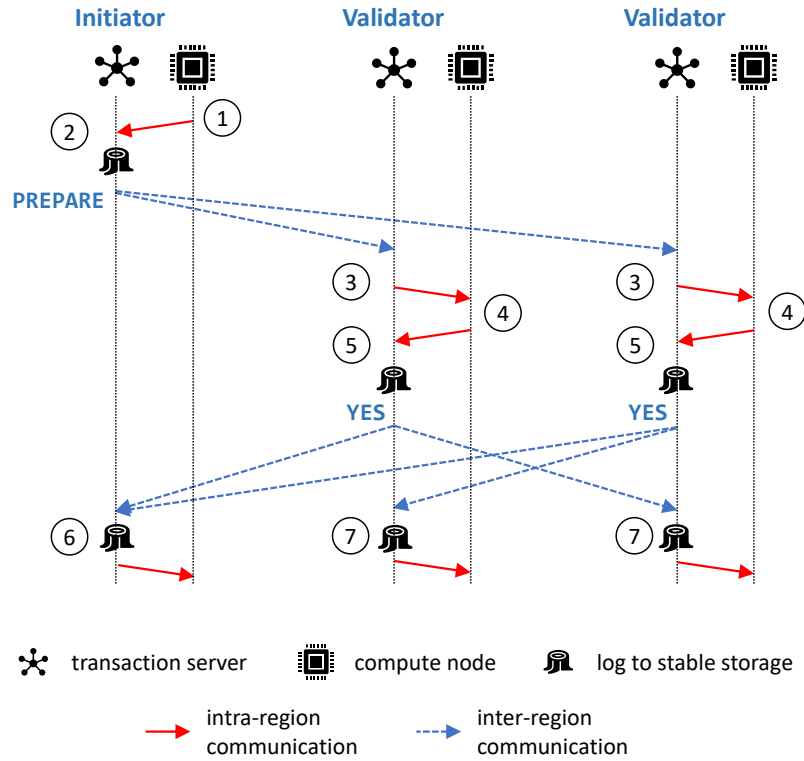 Initiator
Validator
Validator
1
2
PREPARE
3
3
4
4
5
5
YES
YES
6
7
7
transaction server
compute node
log to stable storage
intra-region
communication
inter-region
communication